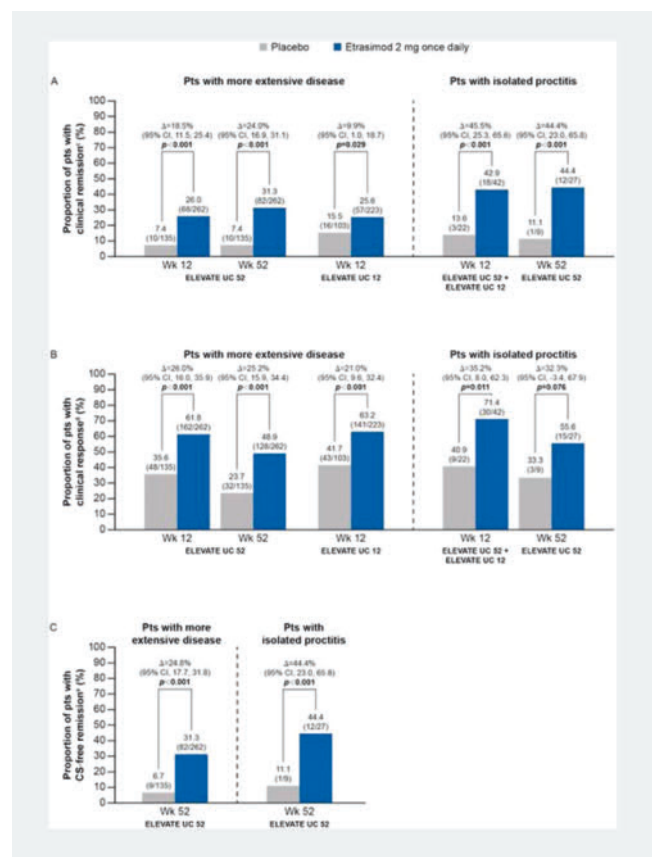 Placebo Etrasimod 2 mg once daily
A
Pts with more extensive disease Pts with isolated proctitis
Proportion of pts with
clinical remission (%)
100
90
80
70
60
50
40
30
20
10
0
Δ=18.5% Δ=24.0% Δ=9.9% Δ=45.5% Δ=44.4%
(95% CI, 11.5, 25.4) (95% CI, 16.9, 31.1) (95% CI, 1.0, 18.7) (95% CI, 25.3, 65.6) (95% CI, 23.0, 65.8)
p<0.001 p<0.001 p=0.029 p<0.001 p<0.001
7.4 26.0 7.4 31.3 15.5 25.6 13.6 42.9 11.1 44.4
(10/135) (68/262) (10/135) (82/262) (16/103) (57/223) (3/22) (18/42) (1/9) (12/27)
Wk 12 Wk 52 Wk 12 Wk 12 Wk 52
ELEVATE UC 52 ELEVATE UC 12 ELEVATE UC 52 + ELEVATE UC 52
ELEVATE UC 12
B
Pts with more extensive disease Pts with isolated proctitis
Proportion of pts with
clinical response (%)
100
90
80
70
60
50
40
30
20
10
0
Δ=26.0% Δ=25.2% Δ=21.0% Δ=35.2% Δ=32.3%
(95% CI, 16.0, 35.9) (95% CI, 15.9, 34.4) (95% CI, 9.6, 32.4) (95% CI, 8.0, 62.3) (95% CI, -3.4, 67.9)
p<0.001 p<0.001 p<0.001 p=0.011 p=0.076
35.6 61.8 23.7 48.9 41.7 63.2 40.9 71.4 33.3 55.6
(48/135) (162/262) (32/135) (128/262) (43/103) (141/223) (9/22) (30/42) (3/9) (15/27)
Wk 12 Wk 52 Wk 12 Wk 12 Wk 52
ELEVATE UC 52 ELEVATE UC 12 ELEVATE UC 52 + ELEVATE UC 52
ELEVATE UC 12
C
Pts with more Pts with
extensive disease isolated proctitis
Proportion of pts with
CS-free remission (%)
100
90
80
70
60
50
40
30
20
10
0
Δ=24.8% Δ=44.4%
(95% CI, 17.7, 31.8) (95% CI, 23.0, 65.8)
p<0.001 p<0.001
6.7 31.3 11.1 44.4
(9/135) (82/262) (1/9) (12/27)
Wk 52 Wk 52
ELEVATE UC 52 ELEVATE UC 52